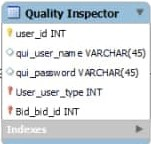 Quality Inspector
user_id INT
qui_user_name VARCHAR(45)
qui_password VARCHAR(45)
User_user_type INT
Bid_bid_id INT
Indexes